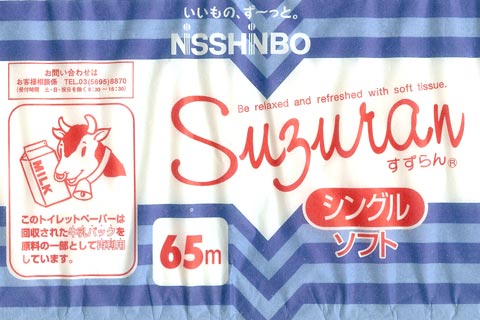 いいもの、ずーっと。
NISSHINBO
お問い合わせは
お客様相談係 TEL.03(5695)8870
(受付時間 土・日・祝日を除く9:30〜16:30)
Be relaxed and refreshed with soft tissue.
Suzuran
すずらん®
MILK
シングル
ソフト
65m
このトイレットペーパーは
回収された牛乳パックを
原料の一部として再利用
しています。